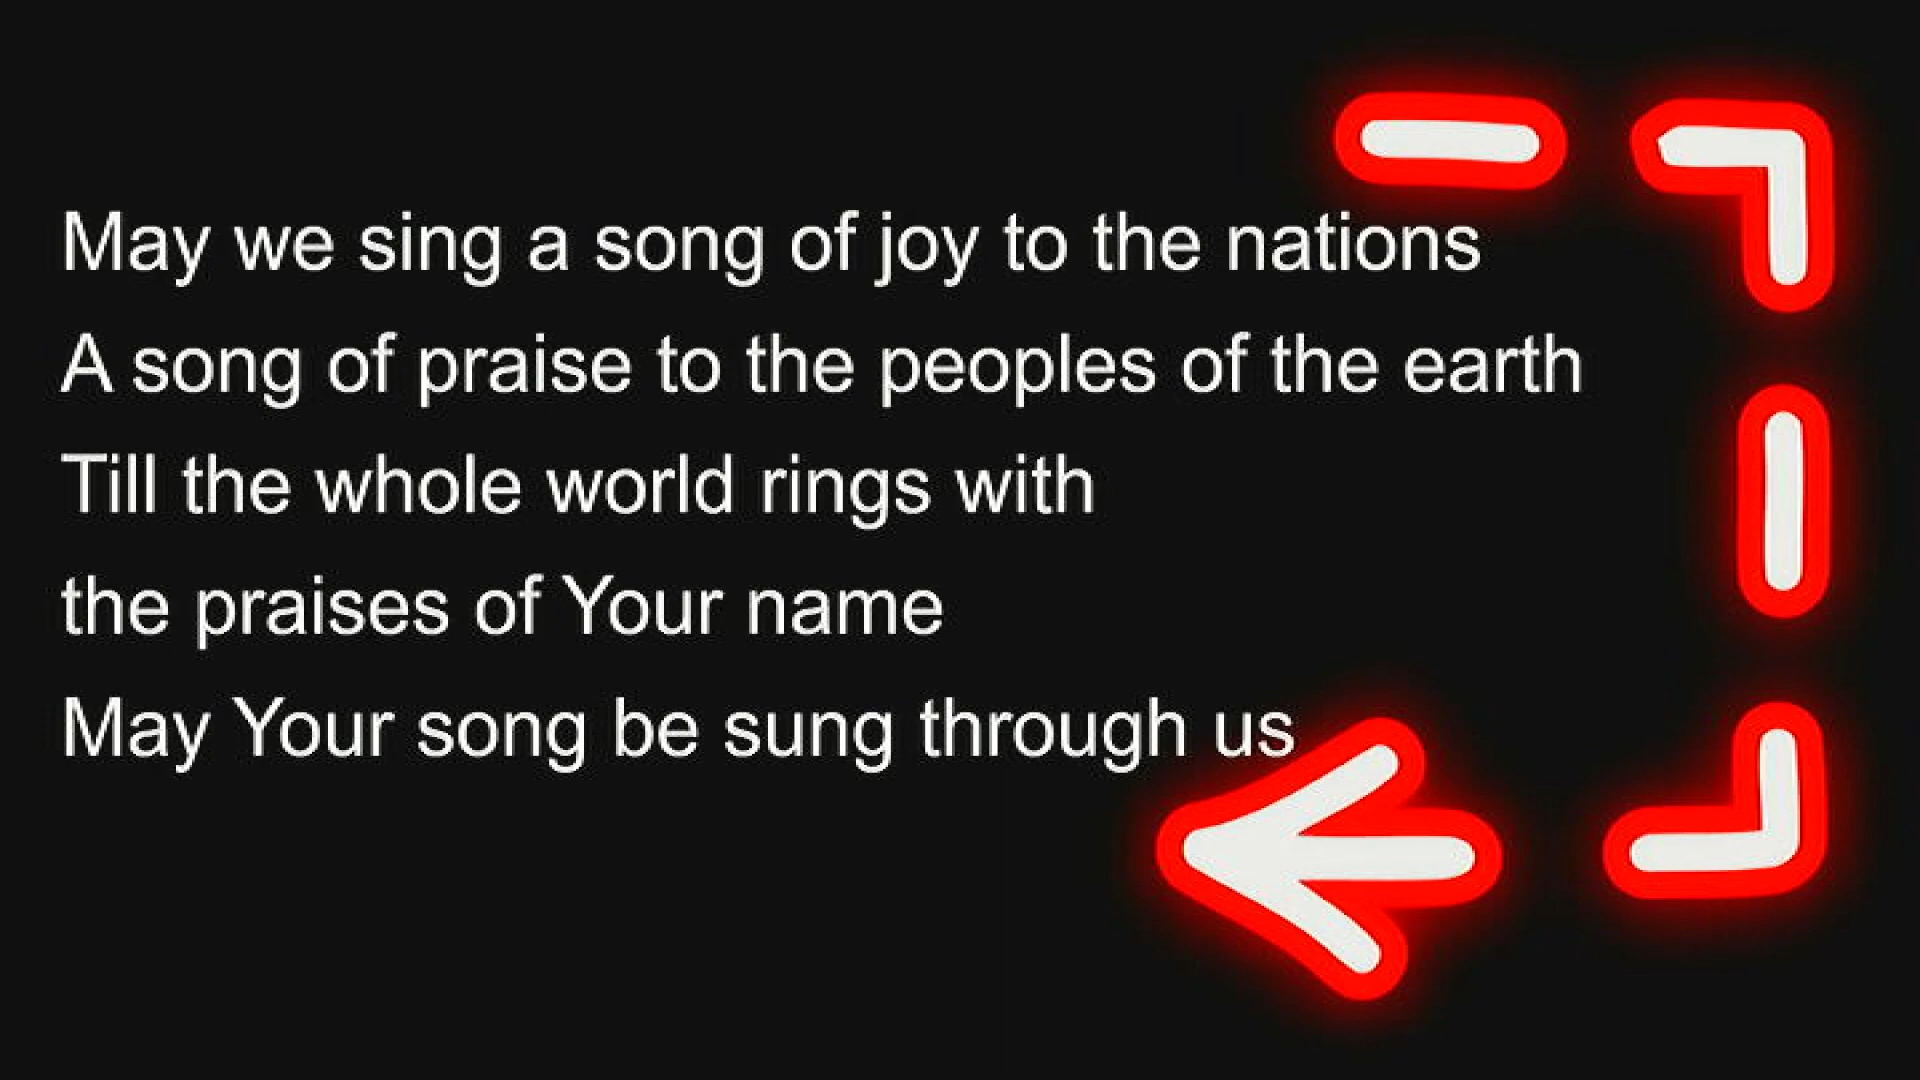 May we sing a song of joy to the nations
A song of praise to the peoples of the earth
Till the whole world rings with
the praises of Your name
May Your song be sung through us